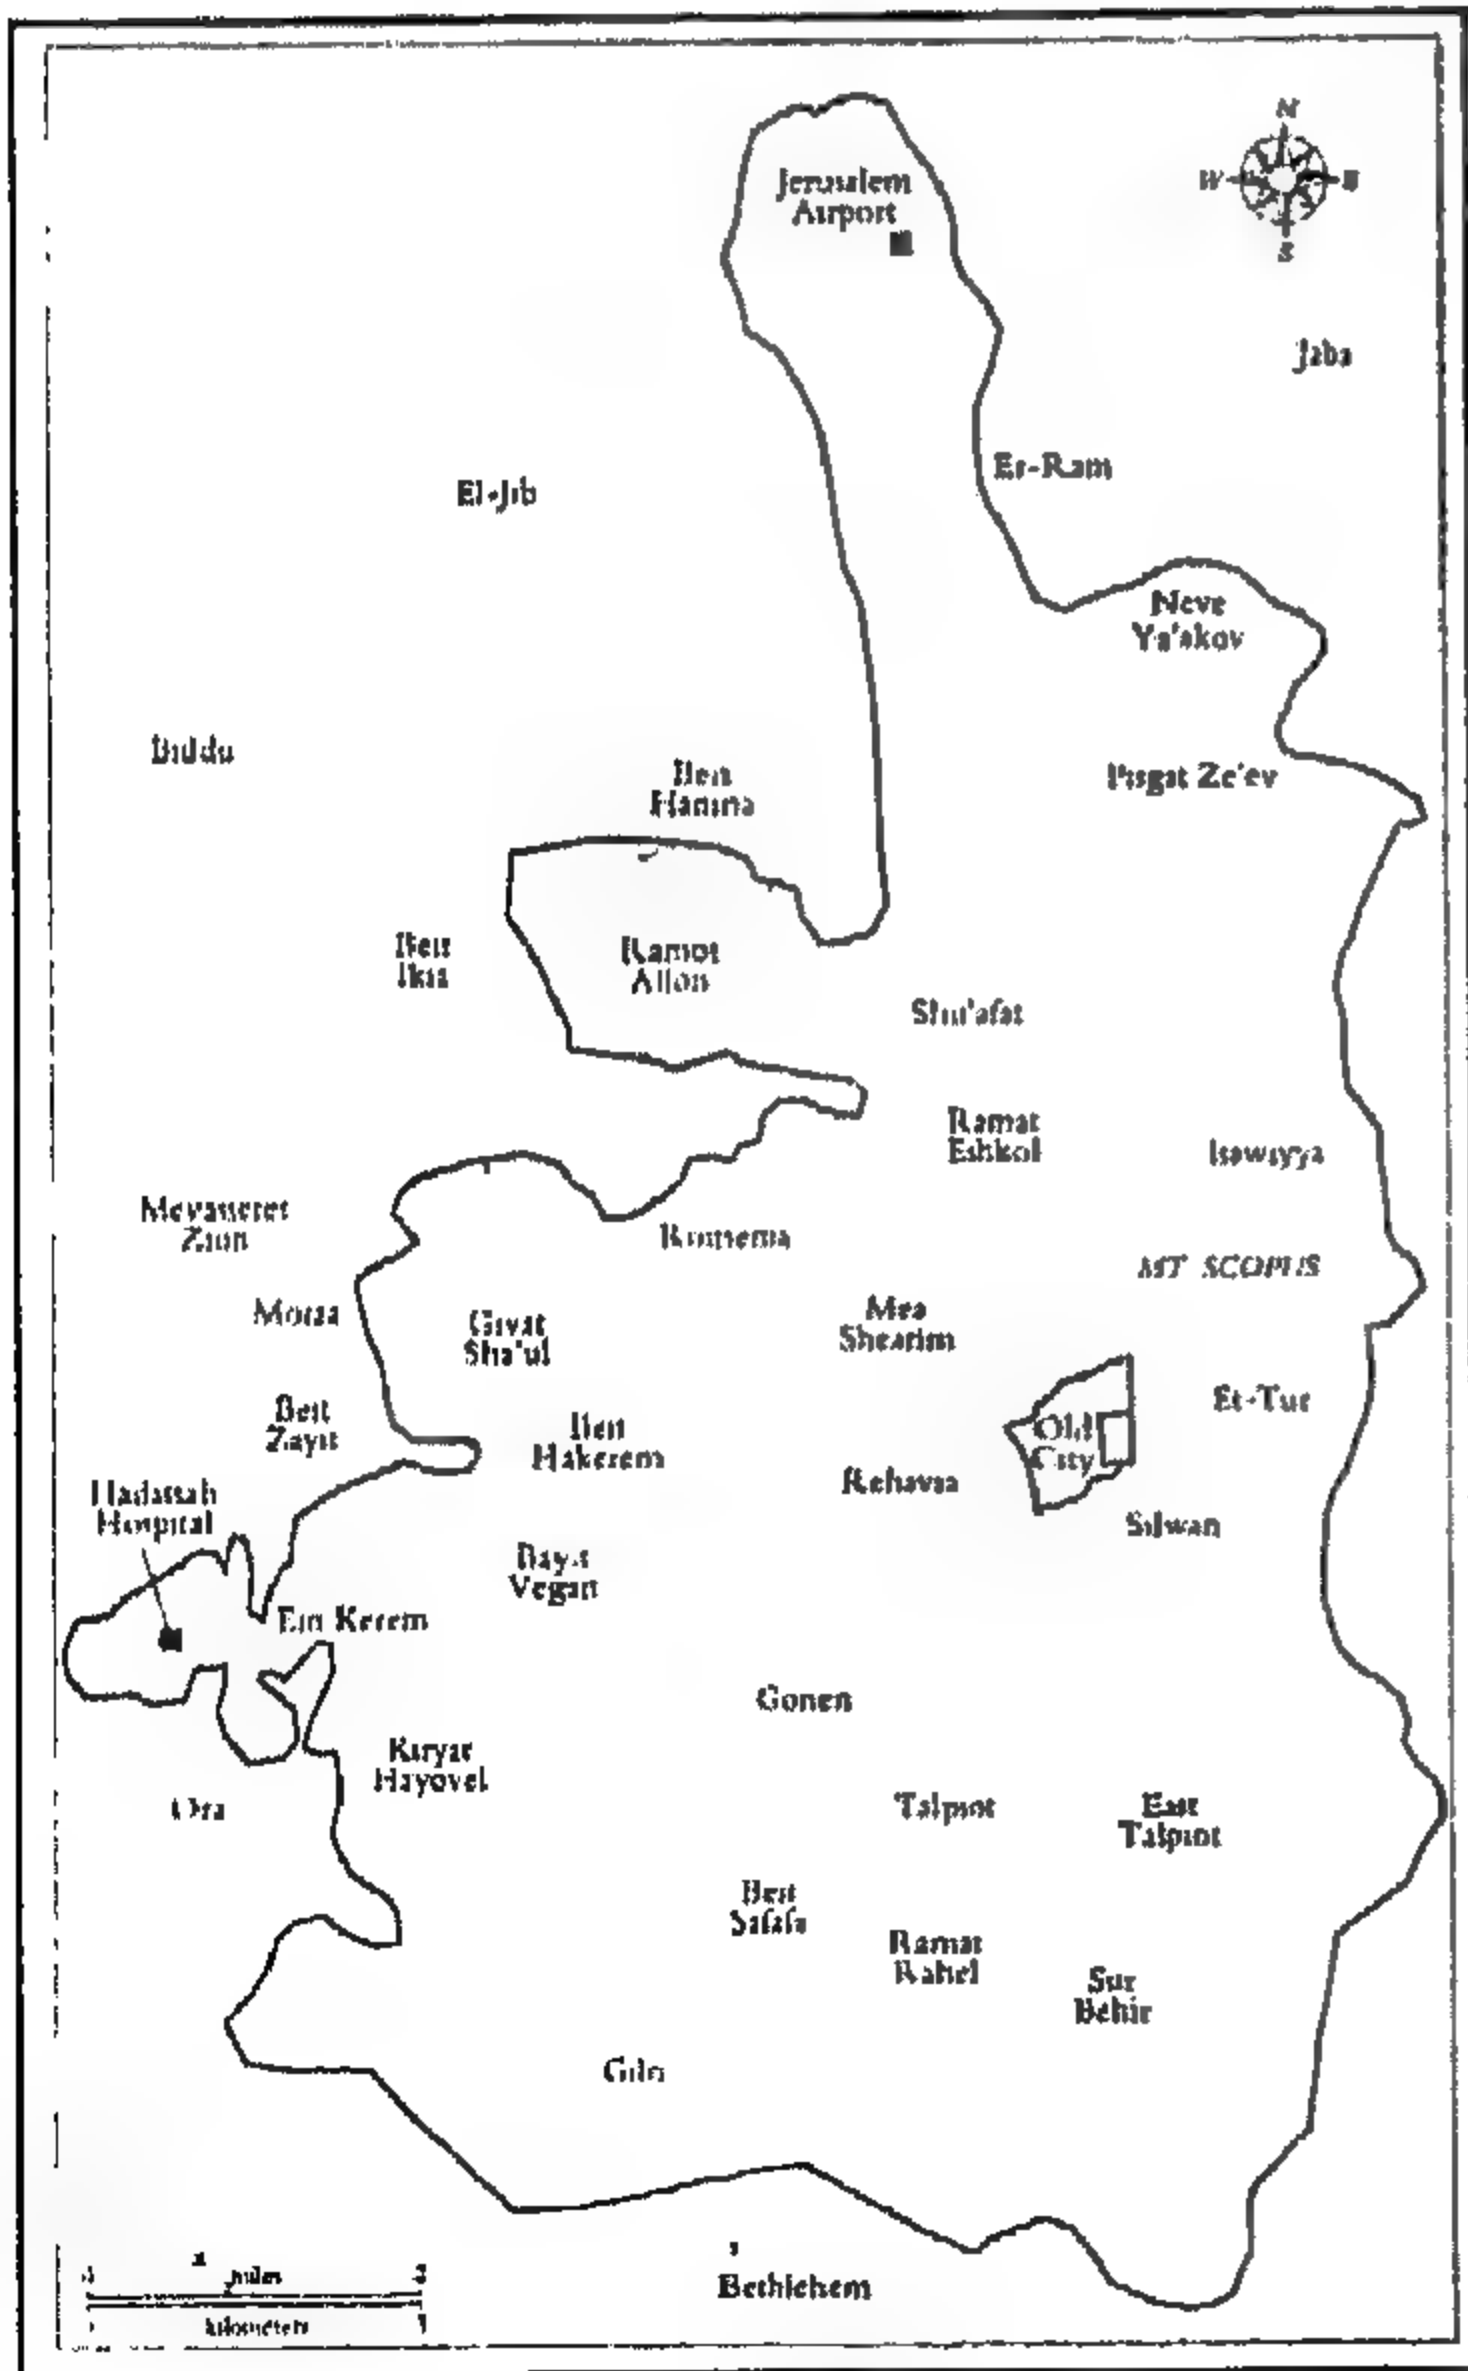 N
W
E
S
Jerusalem
Airport
Jaba
Er-Ram
El-Jib
Neve
Ya'akov
Biddu
Beit
Hanina
Pisgat Ze'ev
Beit
Iksa
Ramot
Allon
Shu'afat
Ramat
Eshkol
Isawiyya
Mevasseret
Zion
Romema
MT SCOPUS
Motza
Givat
Sha'ul
Mea
Shearim
Et-Tur
Beit
Zayit
Beit
Hakerem
Old
City
Rehavia
Hadassah
Hospital
Silwan
Bayit
Vegan
Ein Kerem
Gonen
Kiryat
Hayovel
Ora
Talpiot
East
Talpiot
Beit
Safafa
Ramat
Rahel
Sur
Behir
Gilo
Bethlehem
miles
kilometers